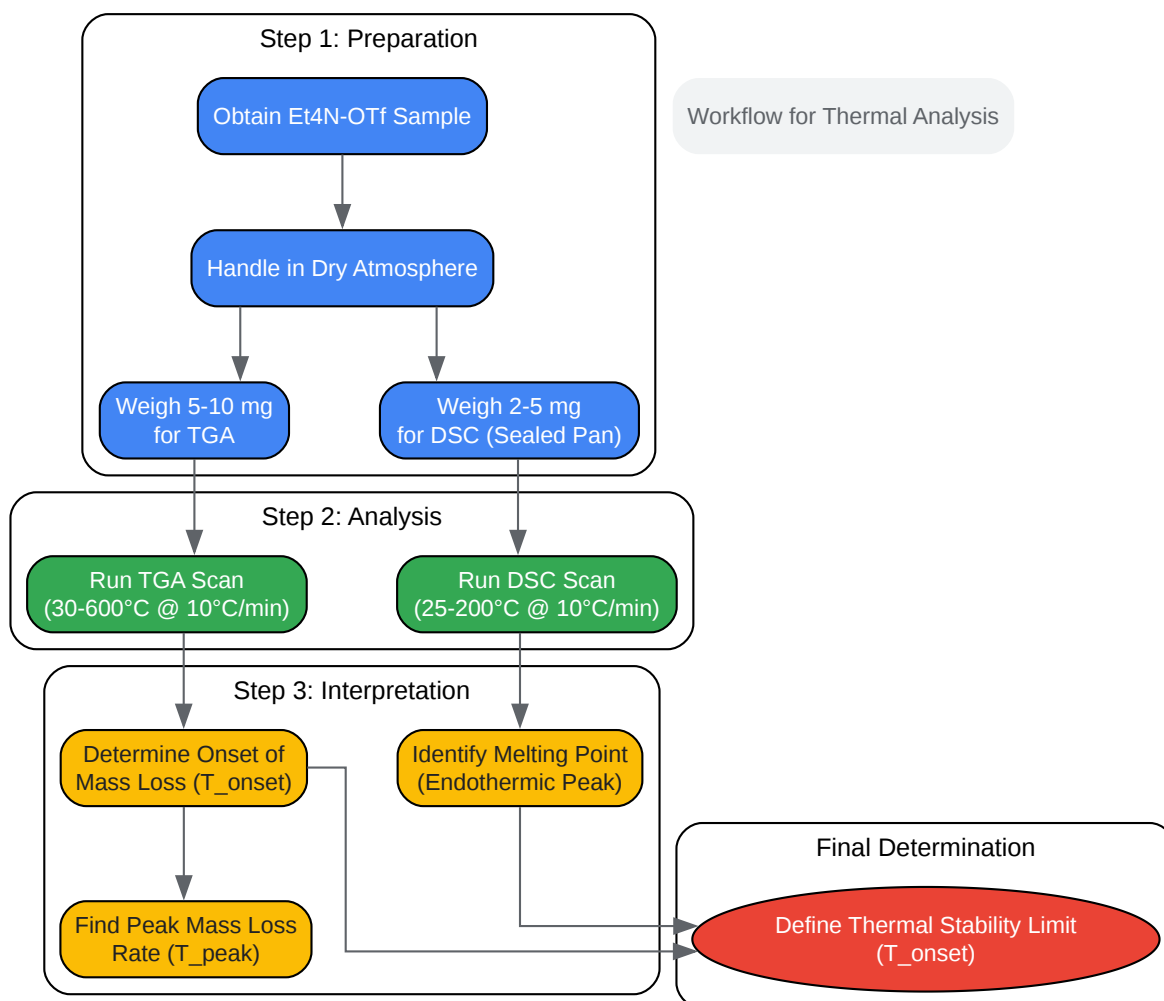 Step 1: Preparation
Obtain Et4N-OTf Sample
Workflow for Thermal Analysis
Handle in Dry Atmosphere
Weigh 5-10 mg
for TGA
Weigh 2-5 mg
for DSC (Sealed Pan)
Step 2: Analysis
Run TGA Scan
(30-600°C @ 10°C/min)
Run DSC Scan
(25-200°C @ 10°C/min)
Step 3: Interpretation
Determine Onset of
Mass Loss (T_onset)
Identify Melting Point
(Endothermic Peak)
Find Peak Mass Loss
Rate (T_peak)
Final Determination
Define Thermal Stability Limit
(T_onset)